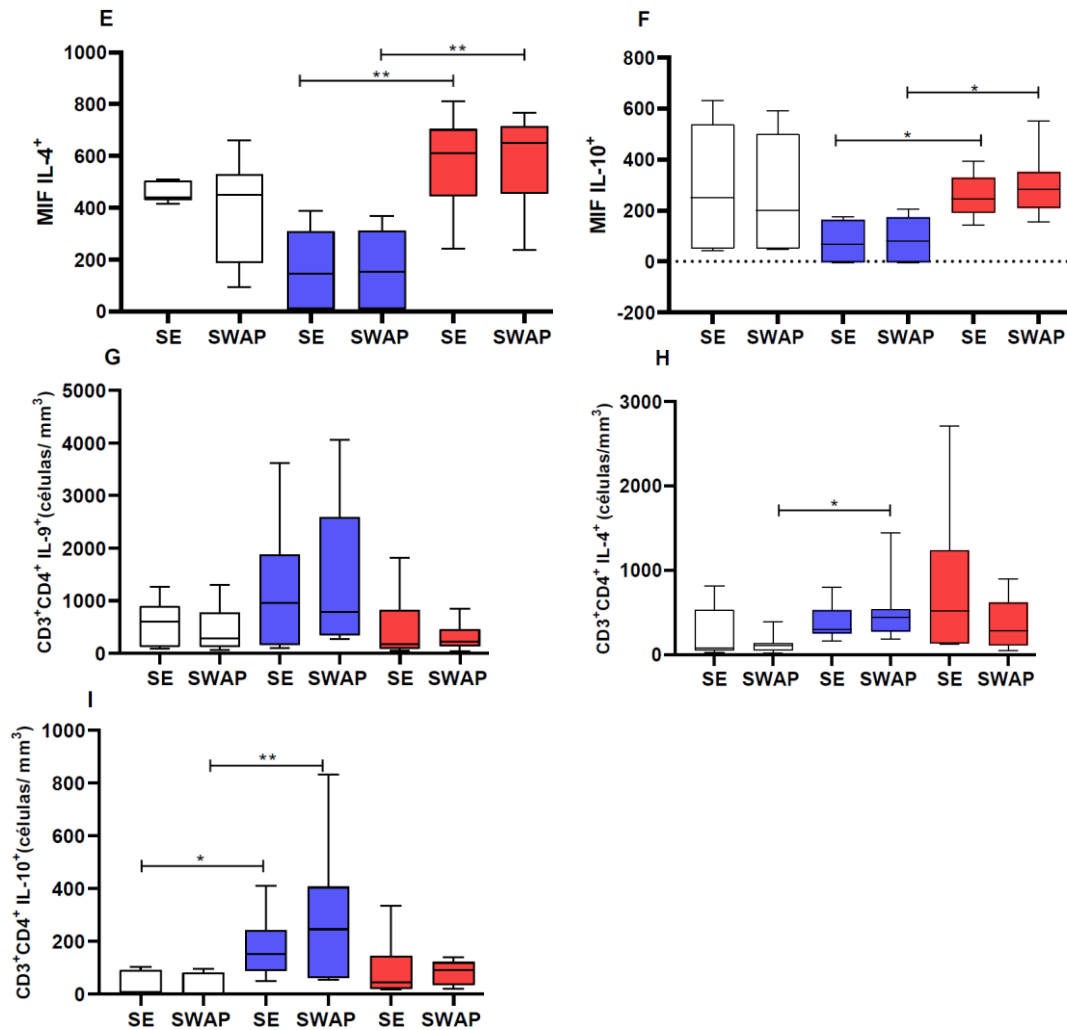 E
MIF IL-4⁺
1000
800
600
400
200
0
**
**
SE SWAP SE SWAP SE SWAP
F
MIF IL-10⁺
800
600
400
200
0
-200
*
*
SE SWAP SE SWAP SE SWAP
G
CD3⁺CD4⁺ IL-9⁺(células/ mm³)
5000
4000
3000
2000
1000
0
SE SWAP SE SWAP SE SWAP
H
CD3⁺CD4⁺ IL-4⁺ (células/mm³)
3000
2000
1000
0
*
SE SWAP SE SWAP SE SWAP
I
CD3⁺CD4⁺ IL-10⁺(células/ mm³)
1000
800
600
400
200
0
**
*
SE SWAP SE SWAP SE SWAP